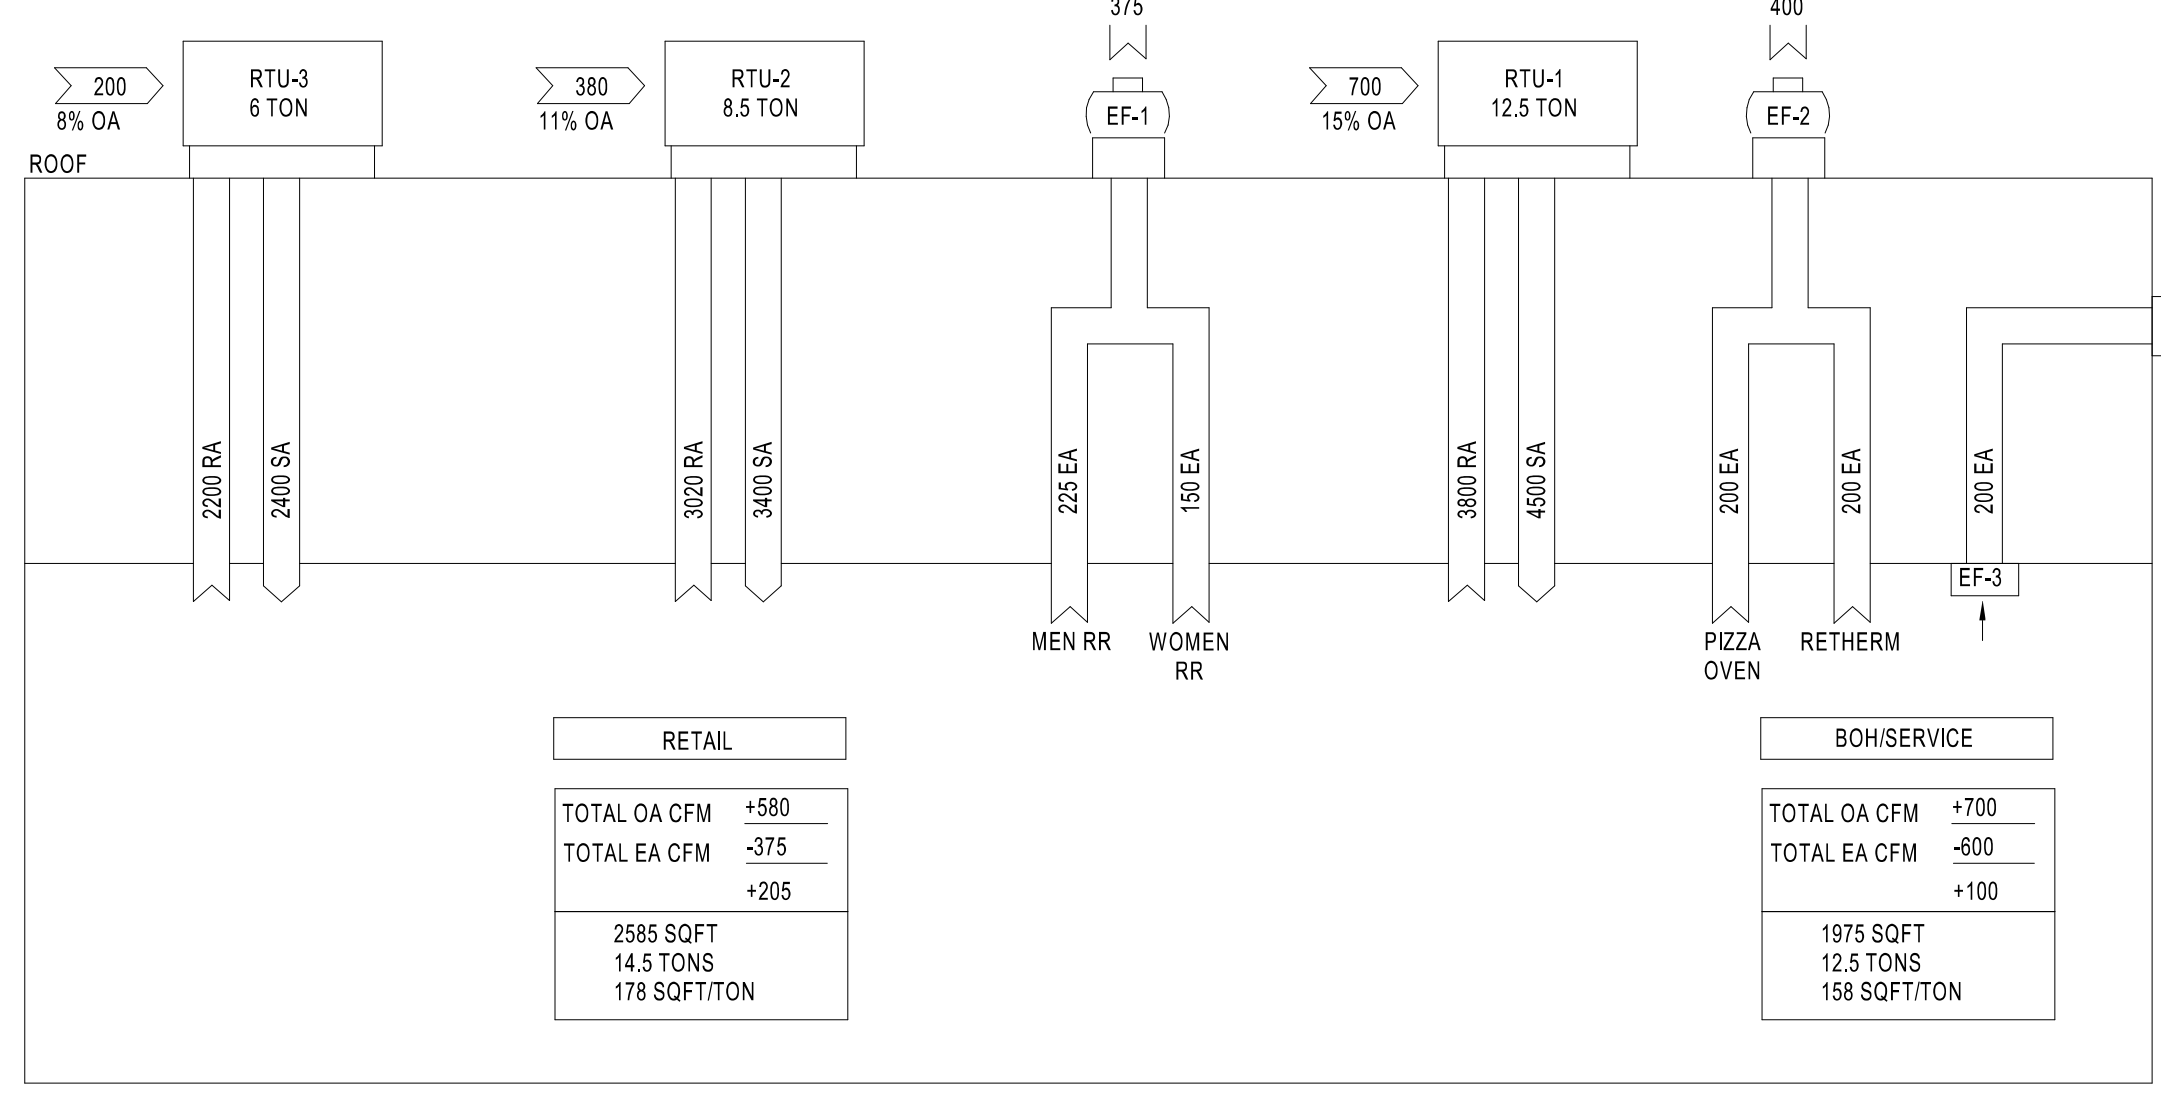 375
400
200
8% OA
RTU-3
6 TON
380
11% OA
RTU-2
8.5 TON
EF-1
700
15% OA
RTU-1
12.5 TON
EF-2
ROOF
2200 RA
2400 SA
3020 RA
3400 SA
225 EA
150 EA
3800 RA
4500 SA
200 EA
200 EA
200 EA
EF-3
MEN RR
WOMEN
RR
PIZZA
OVEN
RETHERM
RETAIL
TOTAL OA CFM +580
TOTAL EA CFM -375
+205
2585 SQFT
14.5 TONS
178 SQFT/TON
BOH/SERVICE
TOTAL OA CFM +700
TOTAL EA CFM -600
+100
1975 SQFT
12.5 TONS
158 SQFT/TON